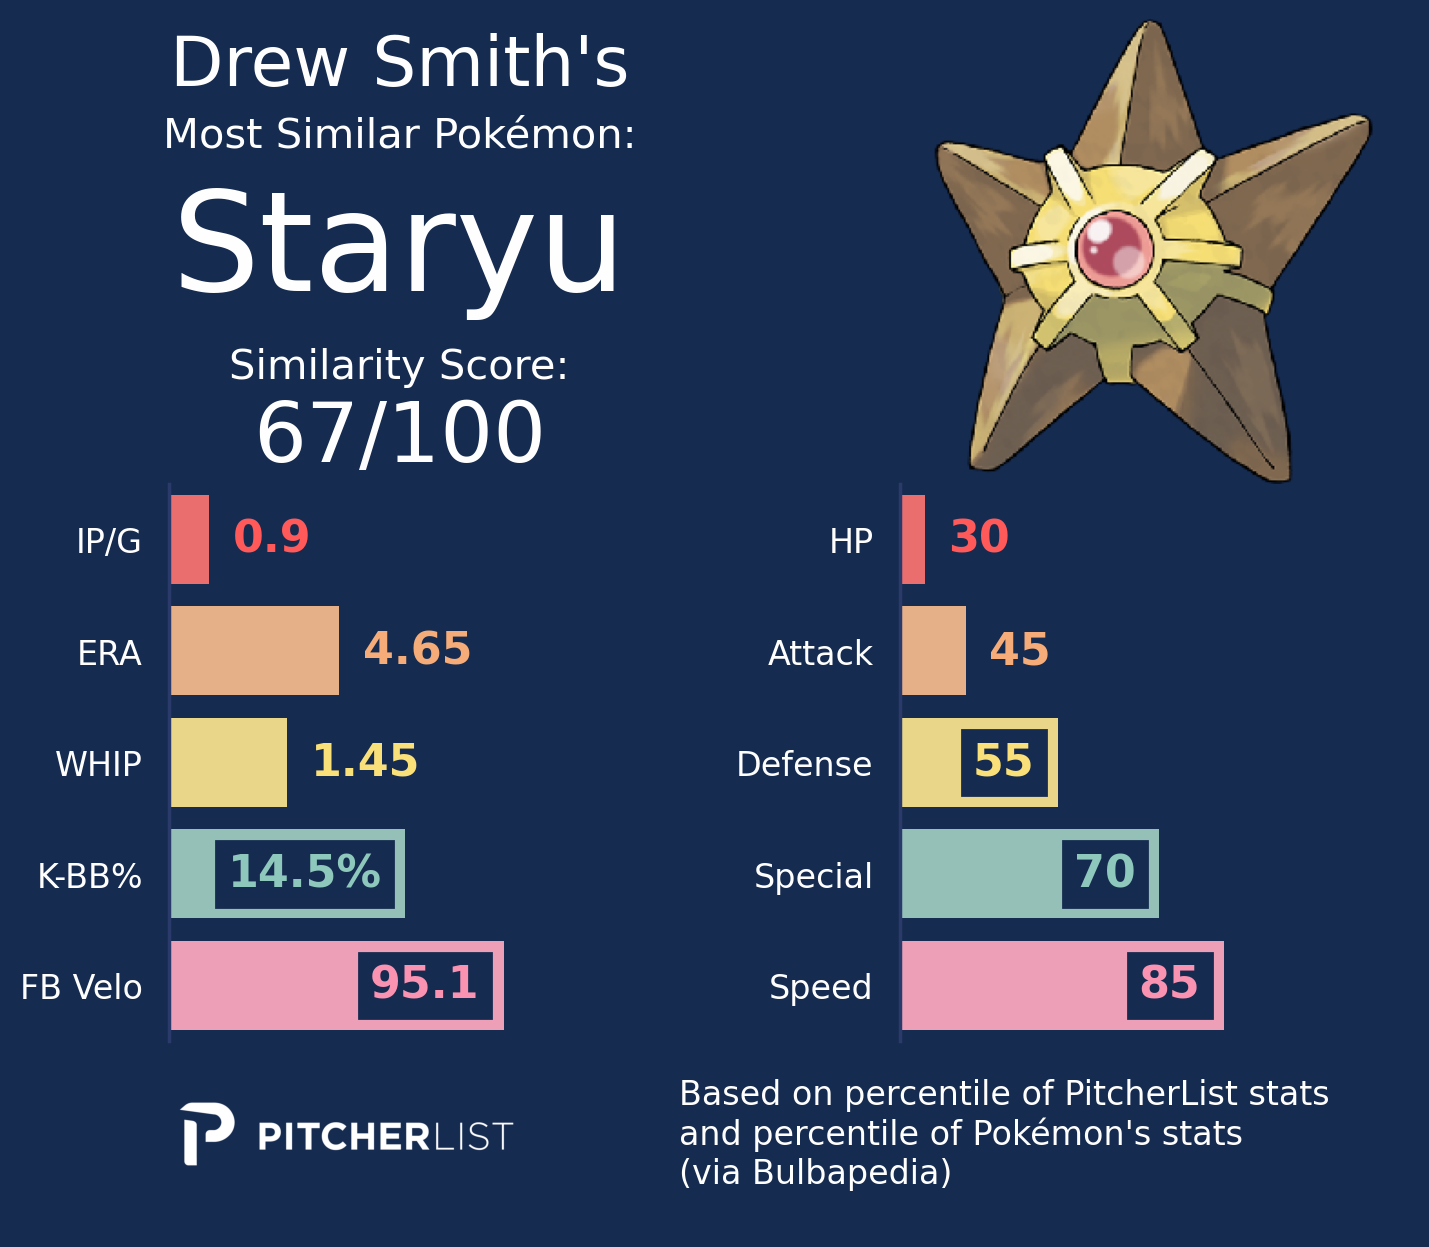 Drew Smith's
Most Similar Pokémon:
Staryu
Similarity Score:
67/100
IP/G 0.9
ERA 4.65
WHIP 1.45
K-BB% 14.5%
FB Velo 95.1
HP 30
Attack 45
Defense 55
Special 70
Speed 85
PITCHERLIST
Based on percentile of PitcherList stats
and percentile of Pokémon's stats
(via Bulbapedia)